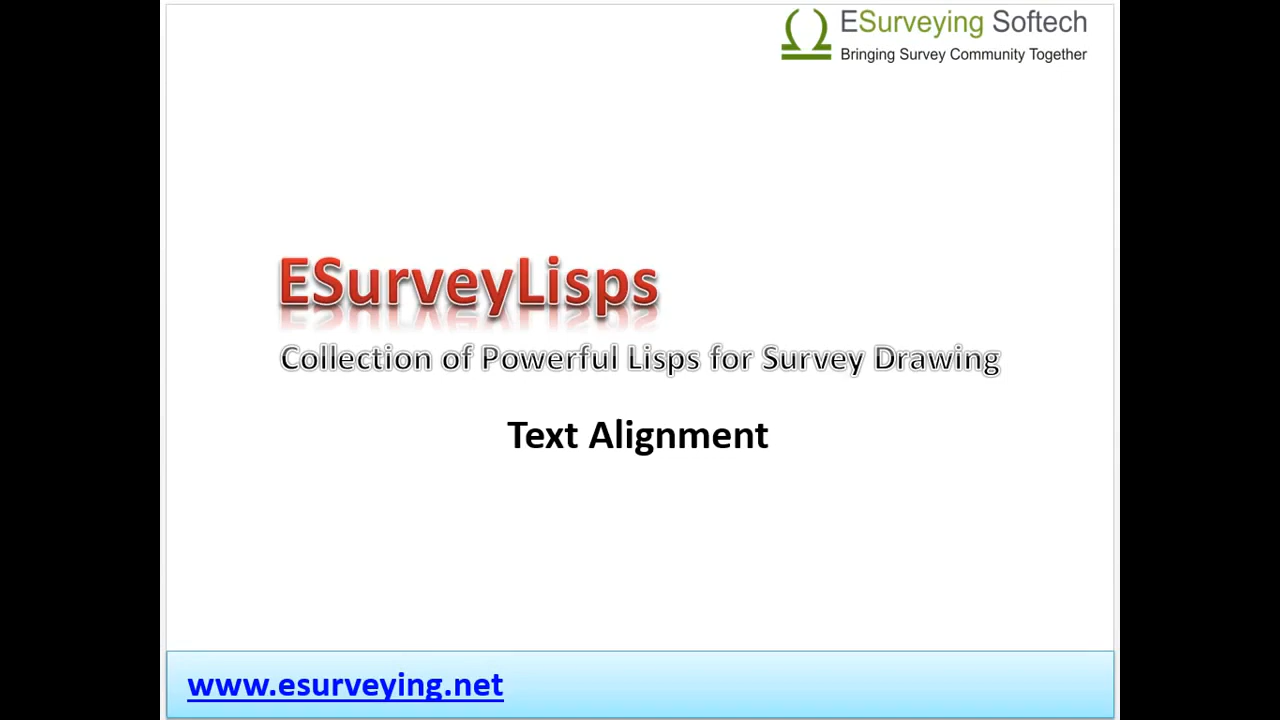 ESurveying Softech
Bringing Survey Community Together
ESurveyLisps
Collection of Powerful Lisps for Survey Drawing
Text Alignment
www.esurveying.net